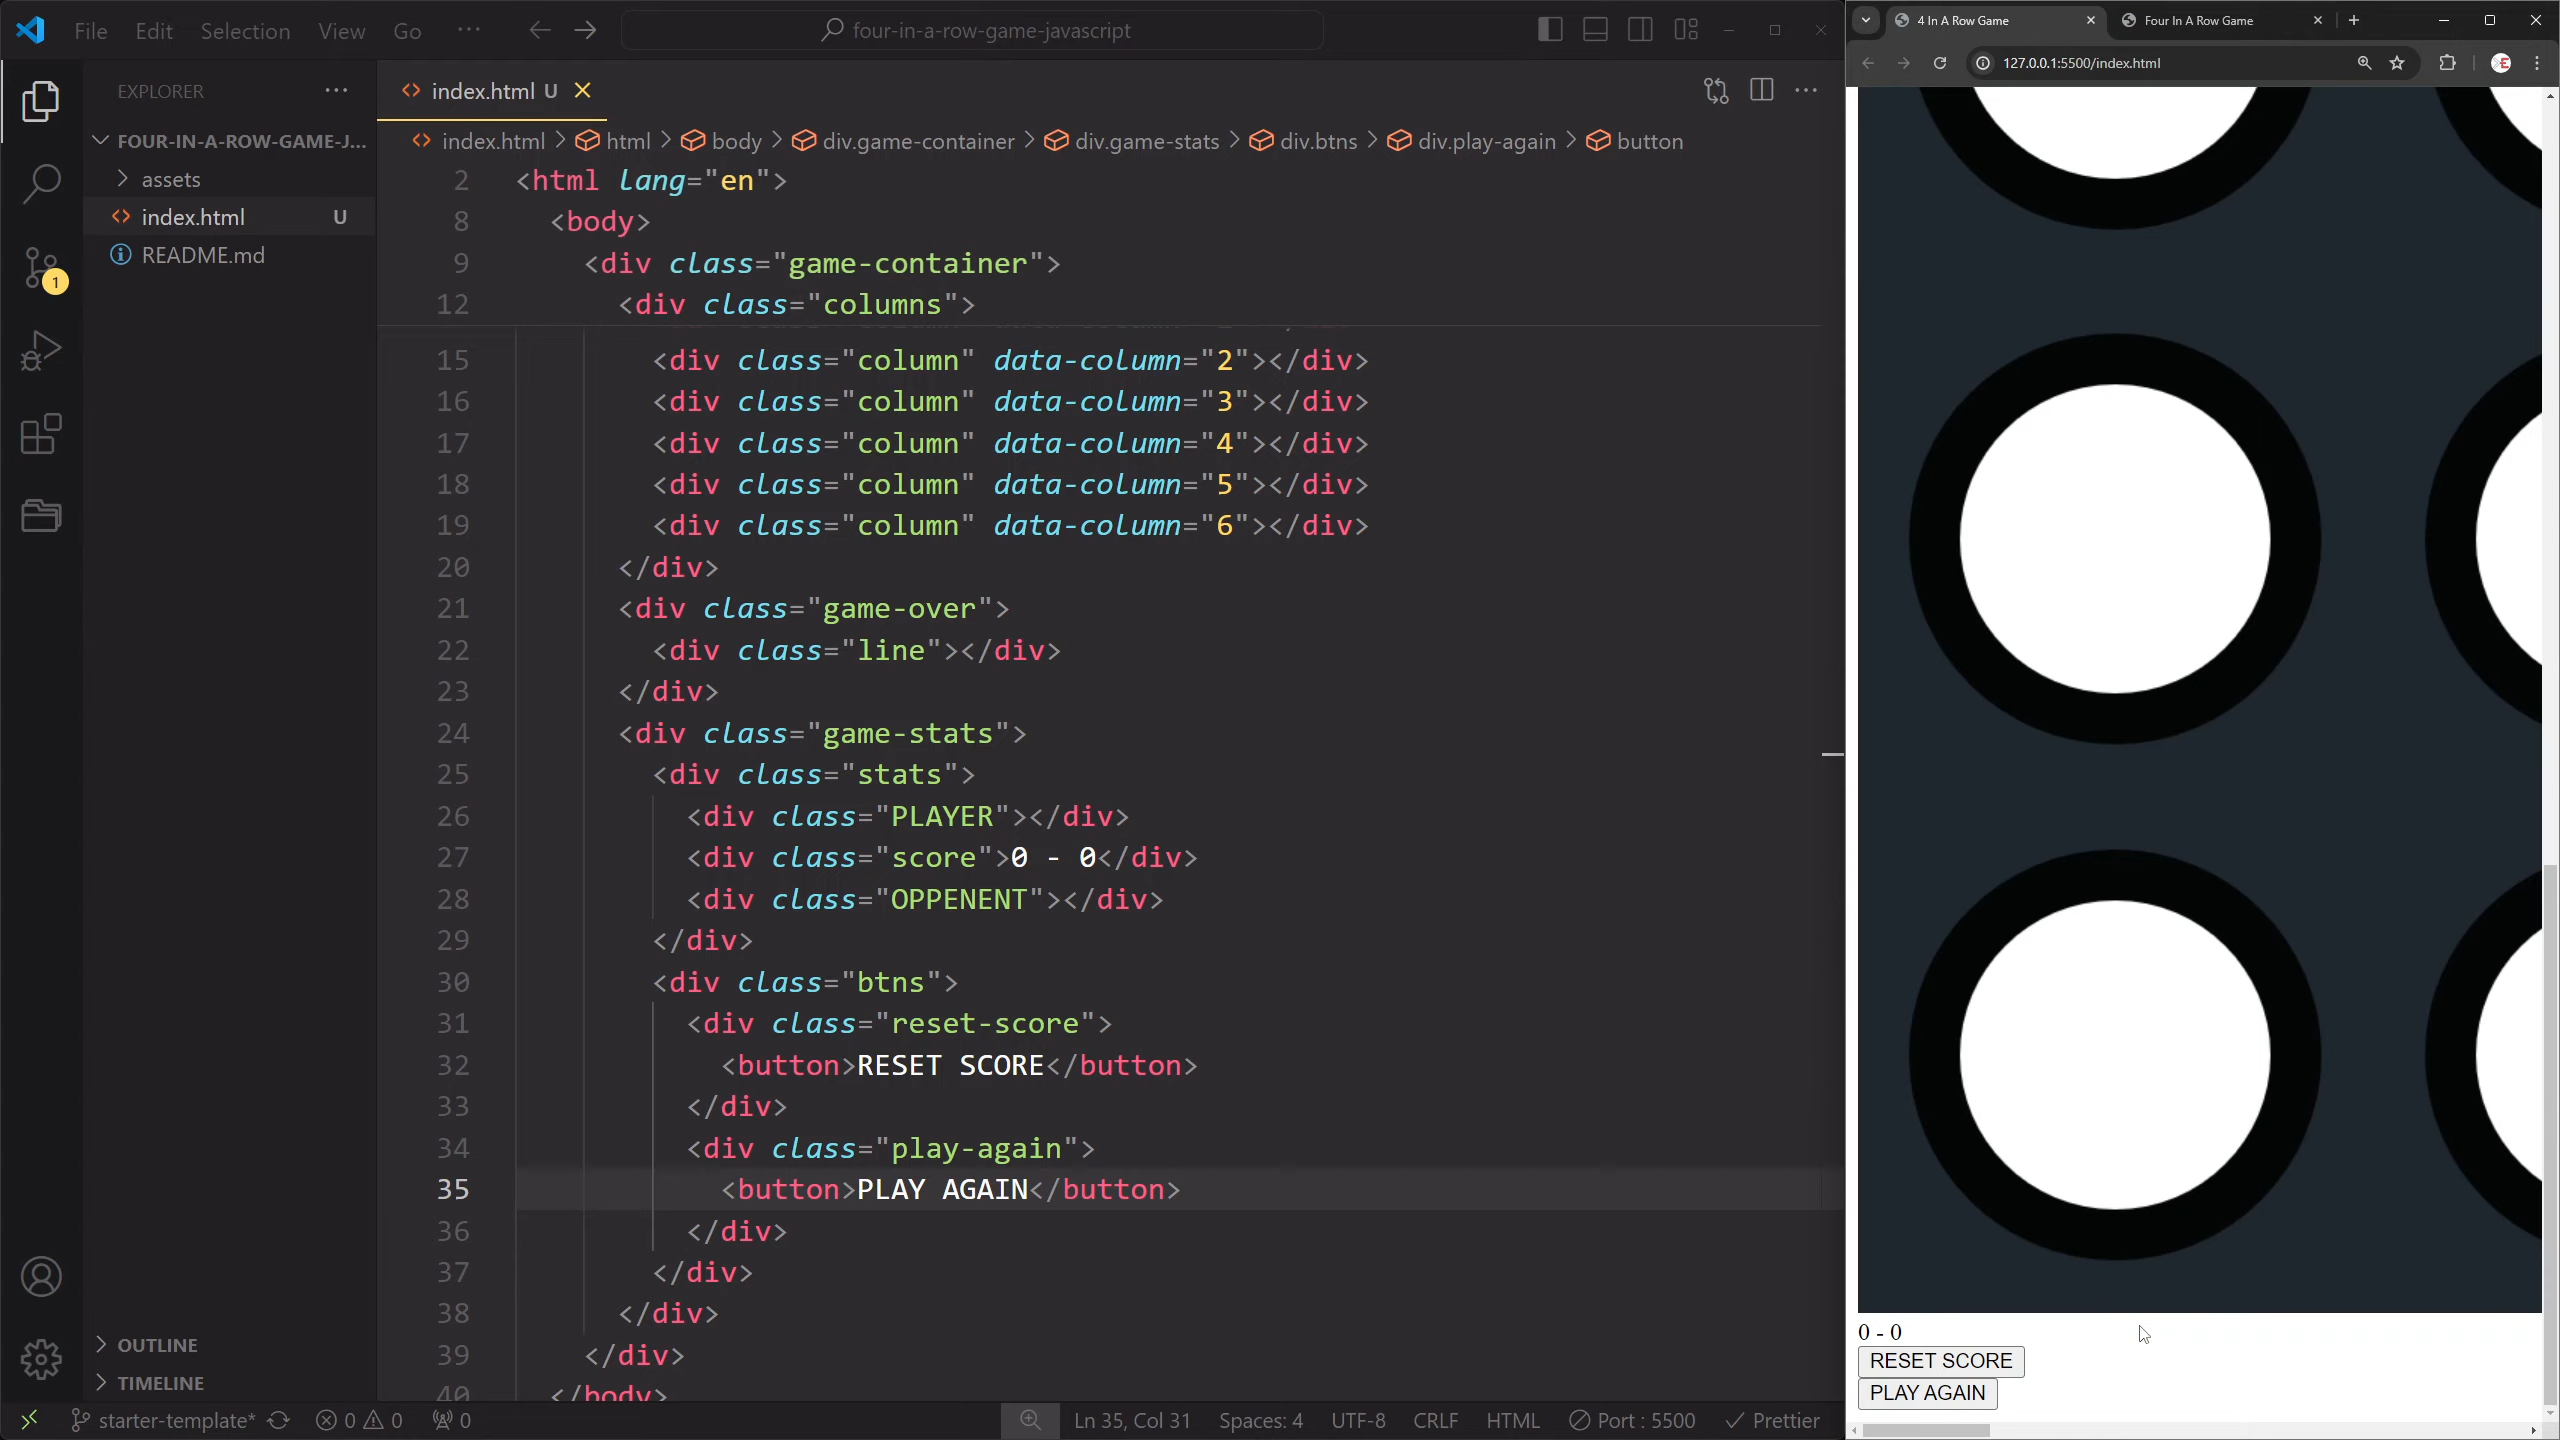 File Edit Selection View Go ··· four-in-a-row-game-javascript
EXPLORER ···
FOUR-IN-A-ROW-GAME-J...
assets
index.html U
README.md
1
OUTLINE
TIMELINE
index.html U
index.html > html > body > div.game-container > div.game-stats > div.btns > div.play-again > button
2 <html lang="en">
8 <body>
9 <div class="game-container">
12 <div class="columns">
15 <div class="column" data-column="2"></div>
16 <div class="column" data-column="3"></div>
17 <div class="column" data-column="4"></div>
18 <div class="column" data-column="5"></div>
19 <div class="column" data-column="6"></div>
20 </div>
21 <div class="game-over">
22 <div class="line"></div>
23 </div>
24 <div class="game-stats">
25 <div class="stats">
26 <div class="PLAYER"></div>
27 <div class="score">0 - 0</div>
28 <div class="OPPENENT"></div>
29 </div>
30 <div class="btns">
31 <div class="reset-score">
32 <button>RESET SCORE</button>
33 </div>
34 <div class="play-again">
35 <button>PLAY AGAIN</button>
36 </div>
37 </div>
38 </div>
39 </div>
40 </body>
starter-template* 0 0 0 Ln 35, Col 31 Spaces: 4 UTF-8 CRLF HTML Port : 5500 Prettier
4 In A Row Game Four In A Row Game
127.0.0.1:5500/index.html
0 - 0
RESET SCORE
PLAY AGAIN